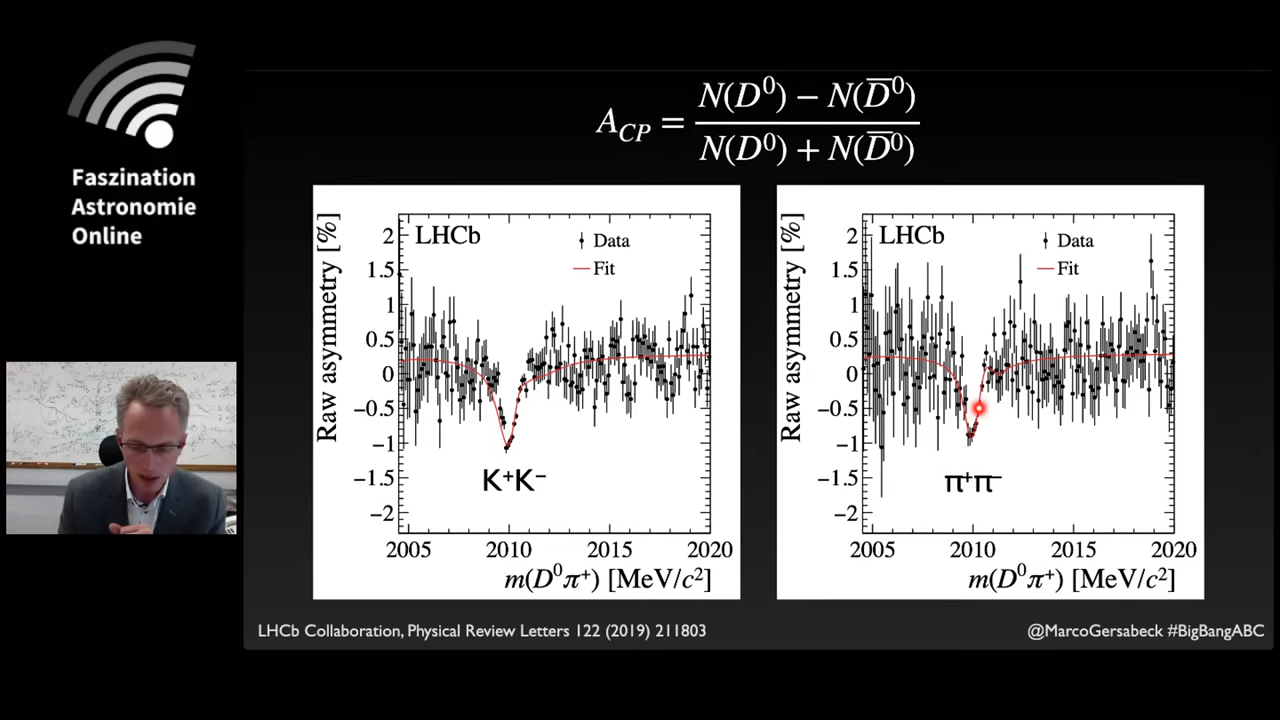 Faszination
Astronomie
Online
A_CP = N(D⁰) − N(D̅⁰)
N(D⁰) + N(D̅⁰)
Raw asymmetry [%]
LHCb
Data
Fit
2
1.5
1
0.5
0
−0.5
−1
−1.5
−2
K⁺K⁻
2005 2010 2015 2020
m(D⁰π⁺) [MeV/c²]
Raw asymmetry [%]
LHCb
Data
Fit
2
1.5
1
0.5
0
−0.5
−1
−1.5
−2
π⁺π⁻
2005 2010 2015 2020
m(D⁰π⁺) [MeV/c²]
LHCb Collaboration, Physical Review Letters 122 (2019) 211803
@MarcoGersabeck #BigBangABC